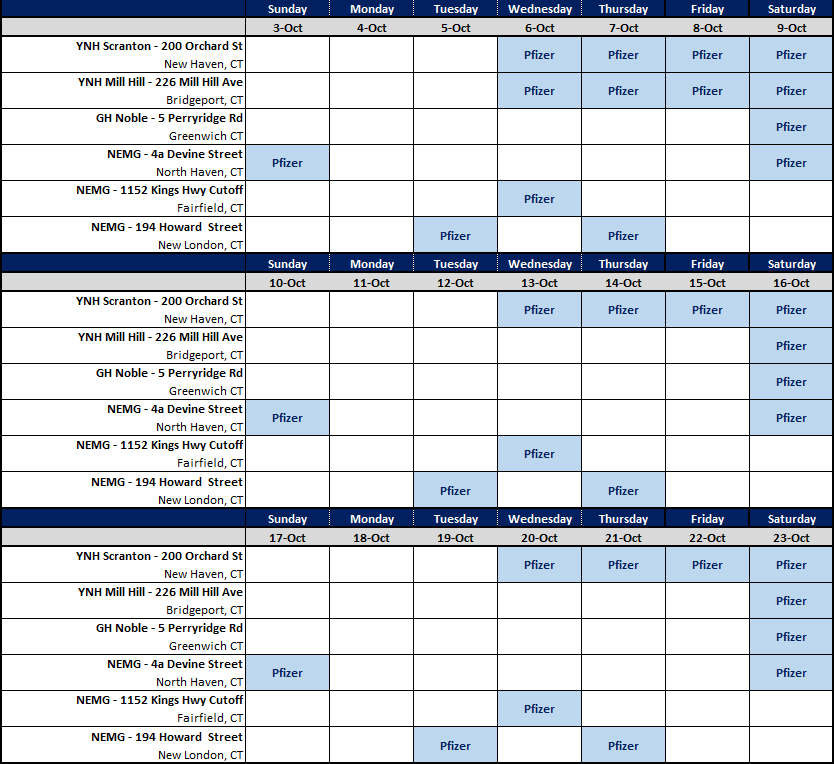 Sunday Monday Tuesday Wednesday Thursday Friday Saturday
3-Oct 4-Oct 5-Oct 6-Oct 7-Oct 8-Oct 9-Oct
YNH Scranton - 200 Orchard St
New Haven, CT
Pfizer Pfizer Pfizer Pfizer
YNH Mill Hill - 226 Mill Hill Ave
Bridgeport, CT
Pfizer Pfizer Pfizer Pfizer
GH Noble - 5 Perryridge Rd
Greenwich CT
Pfizer
NEMG - 4a Devine Street
North Haven, CT
Pfizer Pfizer
NEMG - 1152 Kings Hwy Cutoff
Fairfield, CT
Pfizer
NEMG - 194 Howard  Street
New London, CT
Pfizer Pfizer
Sunday Monday Tuesday Wednesday Thursday Friday Saturday
10-Oct 11-Oct 12-Oct 13-Oct 14-Oct 15-Oct 16-Oct
YNH Scranton - 200 Orchard St
New Haven, CT
Pfizer Pfizer Pfizer Pfizer
YNH Mill Hill - 226 Mill Hill Ave
Bridgeport, CT
Pfizer
GH Noble - 5 Perryridge Rd
Greenwich CT
Pfizer
NEMG - 4a Devine Street
North Haven, CT
Pfizer Pfizer
NEMG - 1152 Kings Hwy Cutoff
Fairfield, CT
Pfizer
NEMG - 194 Howard  Street
New London, CT
Pfizer Pfizer
Sunday Monday Tuesday Wednesday Thursday Friday Saturday
17-Oct 18-Oct 19-Oct 20-Oct 21-Oct 22-Oct 23-Oct
YNH Scranton - 200 Orchard St
New Haven, CT
Pfizer Pfizer Pfizer Pfizer
YNH Mill Hill - 226 Mill Hill Ave
Bridgeport, CT
Pfizer
GH Noble - 5 Perryridge Rd
Greenwich CT
Pfizer
NEMG - 4a Devine Street
North Haven, CT
Pfizer Pfizer
NEMG - 1152 Kings Hwy Cutoff
Fairfield, CT
Pfizer
NEMG - 194 Howard  Street
New London, CT
Pfizer Pfizer